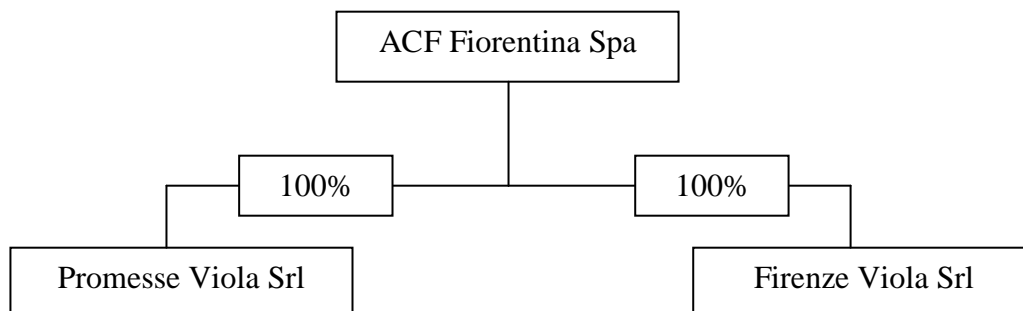 ACF Fiorentina Spa
100%
100%
Promesse Viola Srl
Firenze Viola Srl